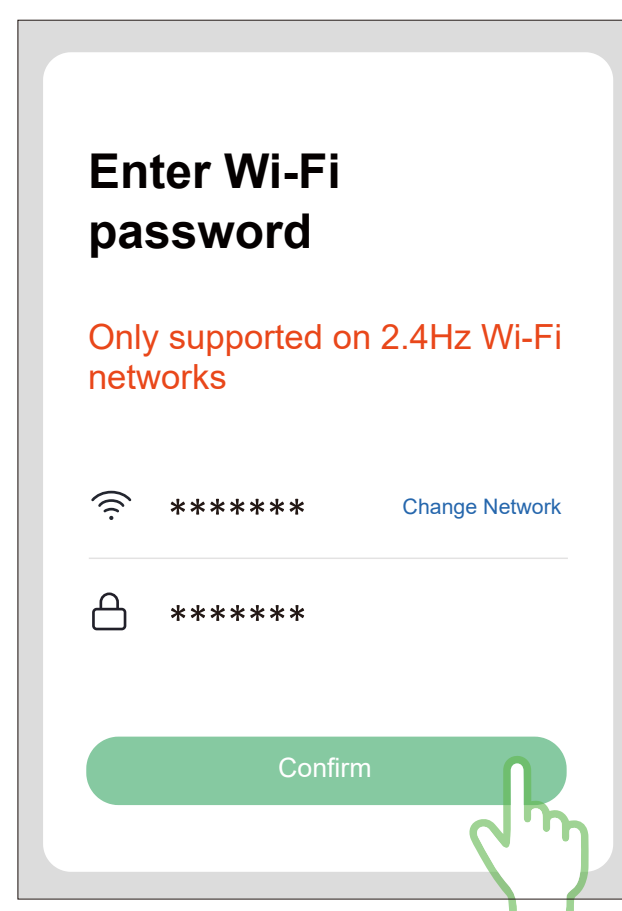 Enter Wi-Fi
password
Only supported on 2.4Hz Wi-Fi
networks
******* Change Network
*******
Confirm